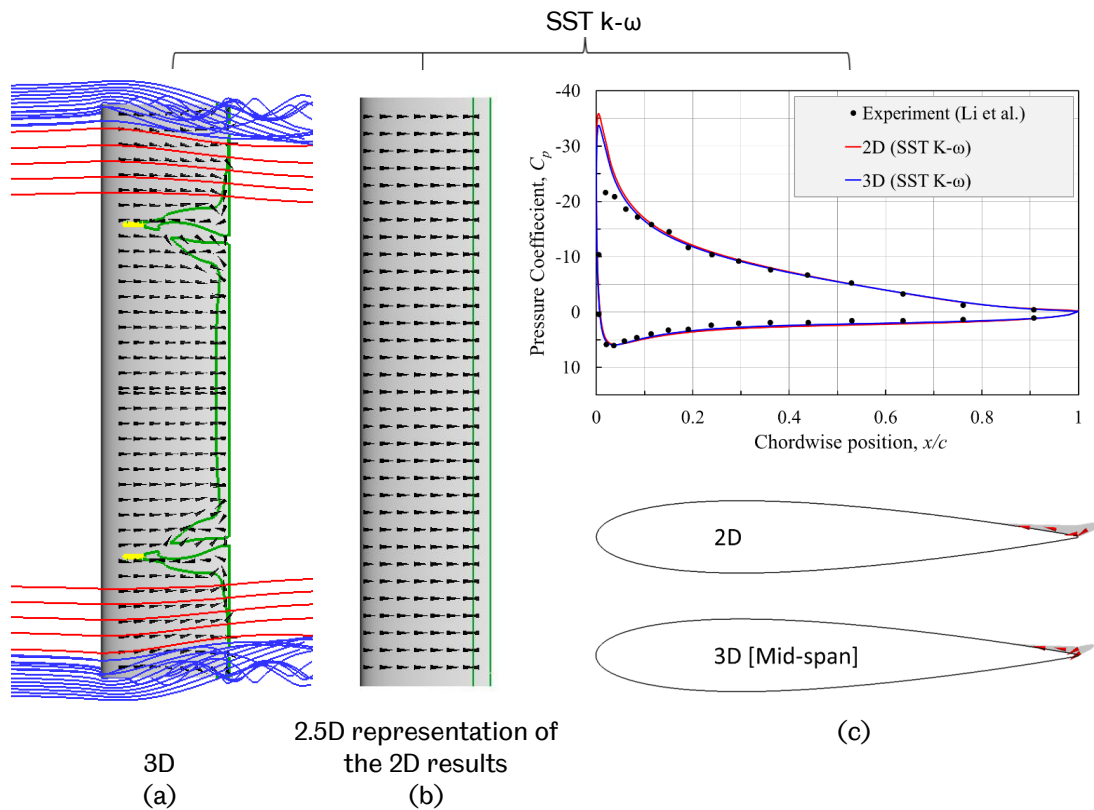 SST k-ω
-40
-30
-20
-10
0
10
Pressure Coeffiecient, Cp
Experiment (Li et al.)
2D (SST K-ω)
3D (SST K-ω)
0
0.2
0.4
0.6
0.8
1
Chordwise position, x/c
2D
3D [Mid-span]
3D
(a)
2.5D representation of
the 2D results
(b)
(c)